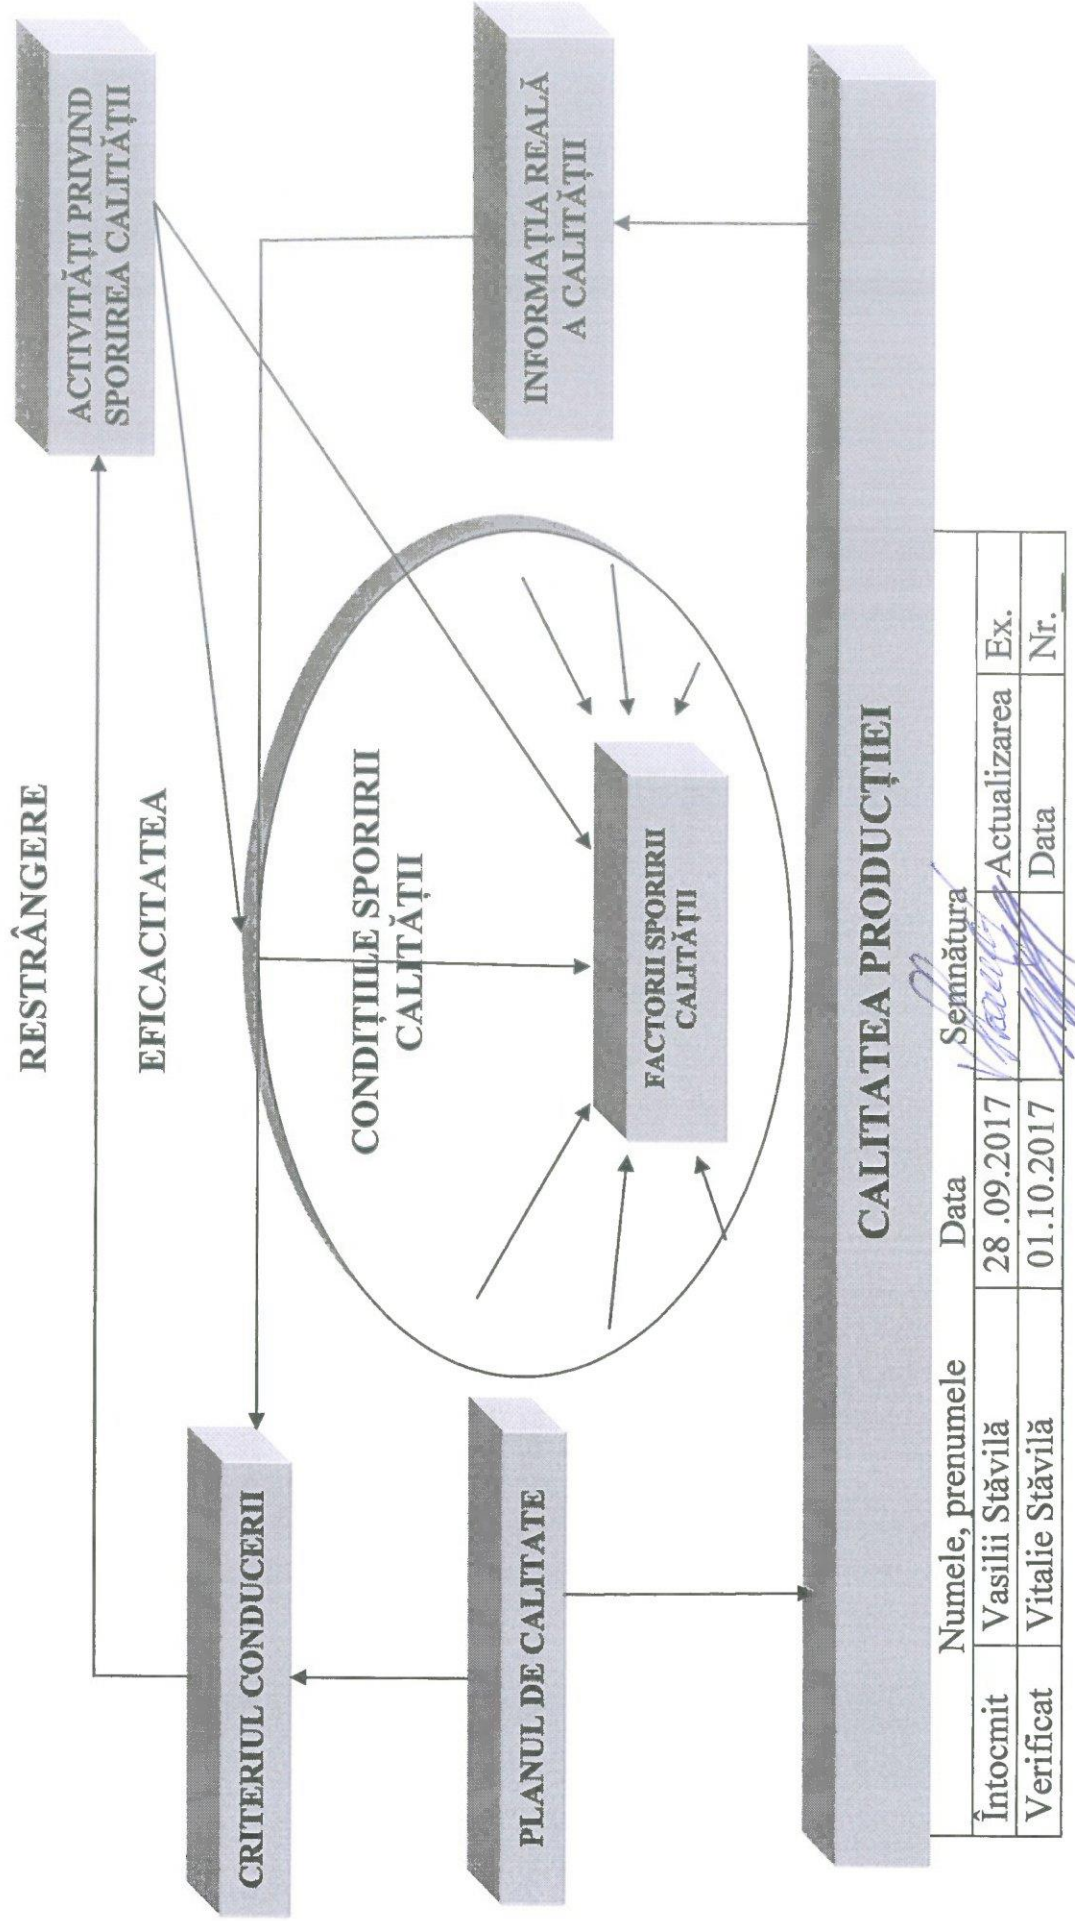 RESTRÂNGERE
EFICACITATEA
ACTIVITĂȚI PRIVIND
SPORIREA CALITĂȚII
CRITERIUL CONDUCERII
CONDIȚIILE SPORIRII
CALITĂȚII
PLANUL DE CALITATE
INFORMAȚIA REALĂ
A CALITĂȚII
FACTORII SPORIRII
CALITĂȚII
CALITATEA PRODUCȚIEI
Numele, prenumele Data Semnătura
Întocmit Vasilii Stăvilă 28 .09.2017 Actualizarea Ex.
Verificat Vitalie Stăvilă 01.10.2017 Data Nr._